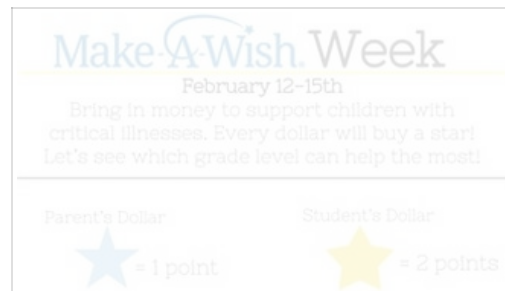 Make-A-Wish. Week
February 12-15th
Bring in money to support children with
critical illnesses. Every dollar will buy a star!
Let's see which grade level can help the most!
Parent's Dollar
Student's Dollar
= 1 point
= 2 points